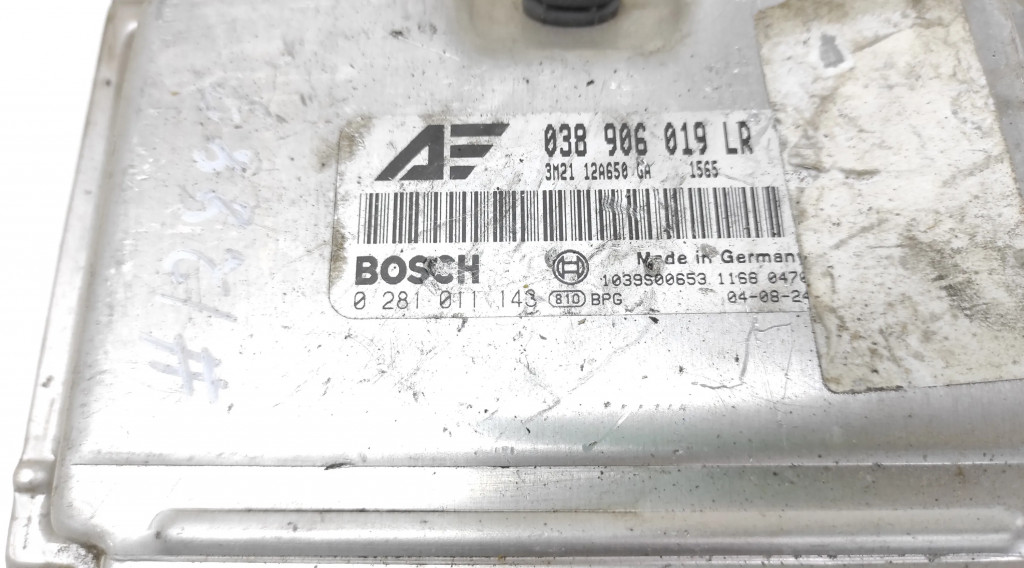 AE 038 906 019 LR
3M21 12A650 GA 1565
BOSCH Made in Germany
1039S00653 1166 0470
0 281 011 143 810 BPG 04-08-24